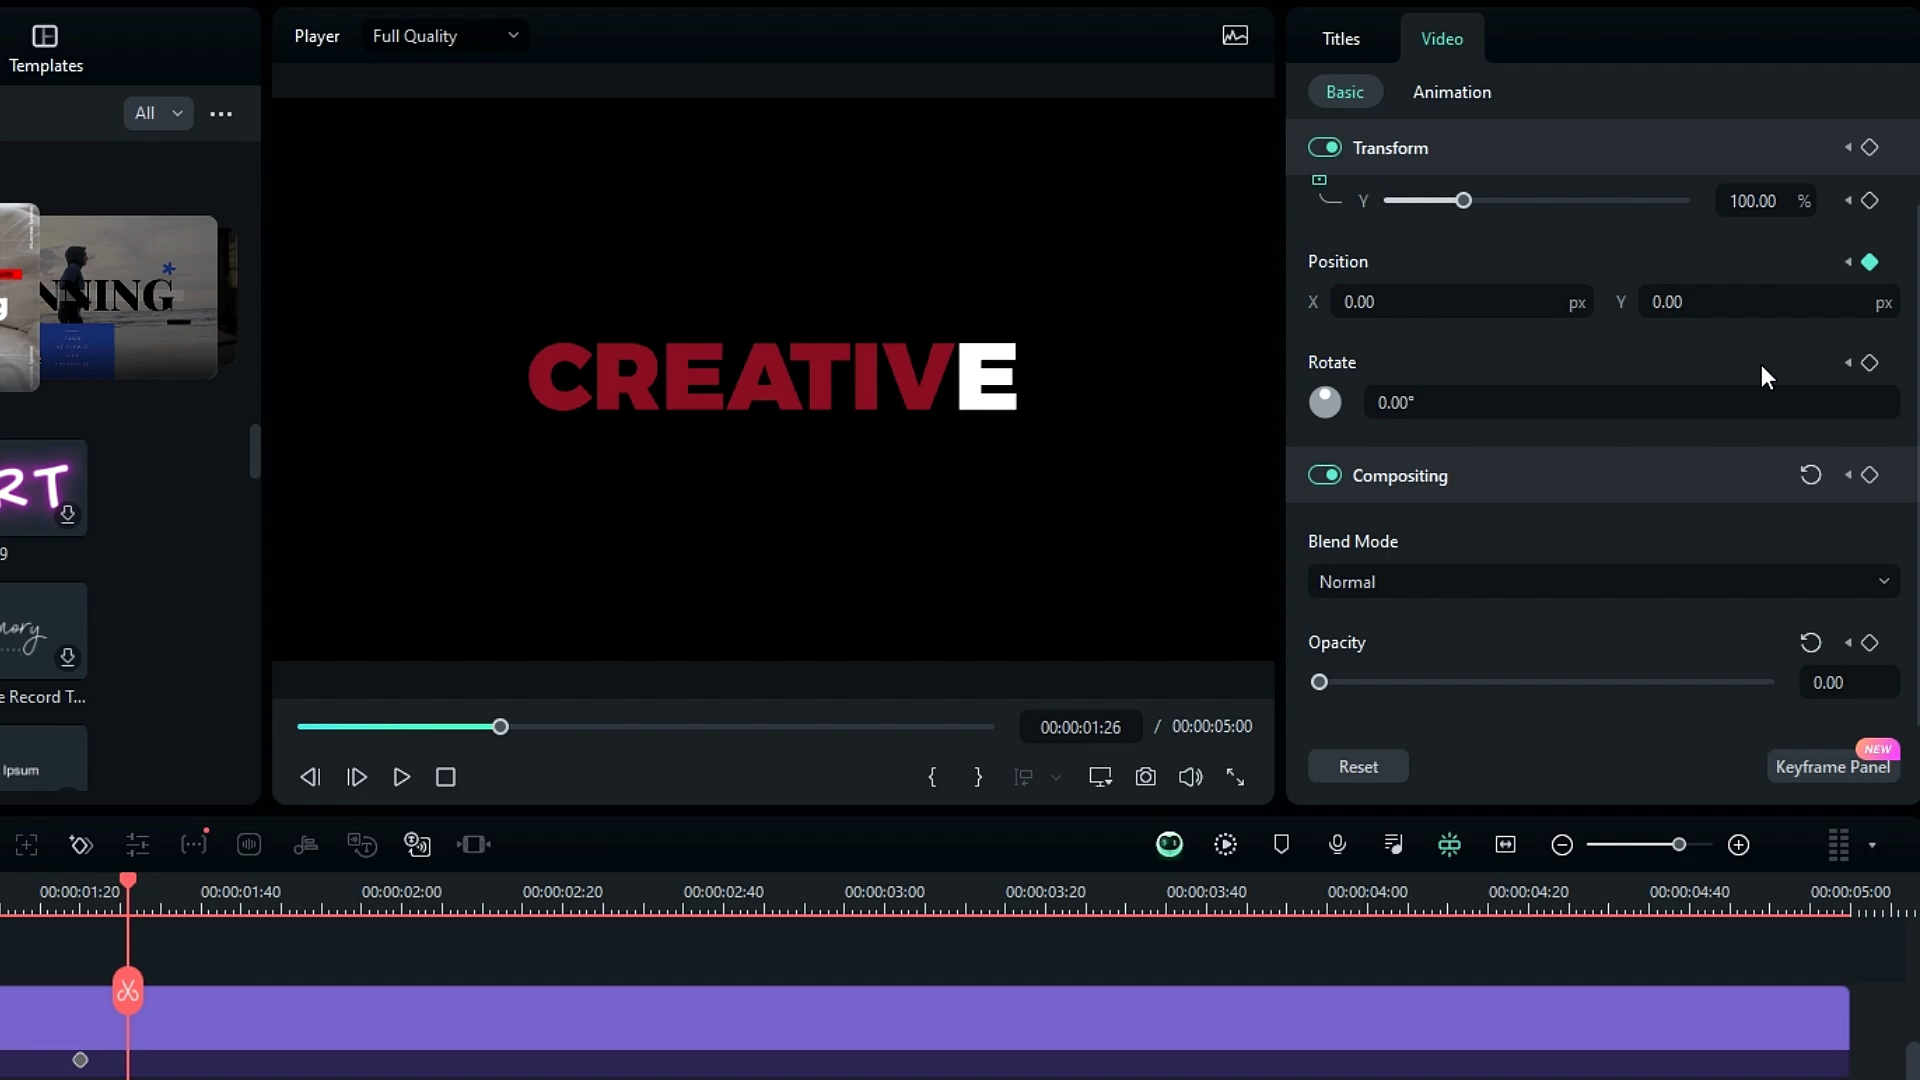 Templates
All
NNING
RT
9
e Record T...
Ipsum
Player
Full Quality
CREATIVE
00:00:01:26 / 00:00:05:00
Titles
Video
Basic
Animation
Transform
Y
100.00 %
Position
X 0.00 px Y 0.00 px
Rotate
0.00°
Compositing
Blend Mode
Normal
Opacity
0.00
NEW
Reset
Keyframe Panel
00:00:01:20 00:00:01:40 00:00:02:00 00:00:02:20 00:00:02:40 00:00:03:00 00:00:03:20 00:00:03:40 00:00:04:00 00:00:04:20 00:00:04:40 00:00:05:00